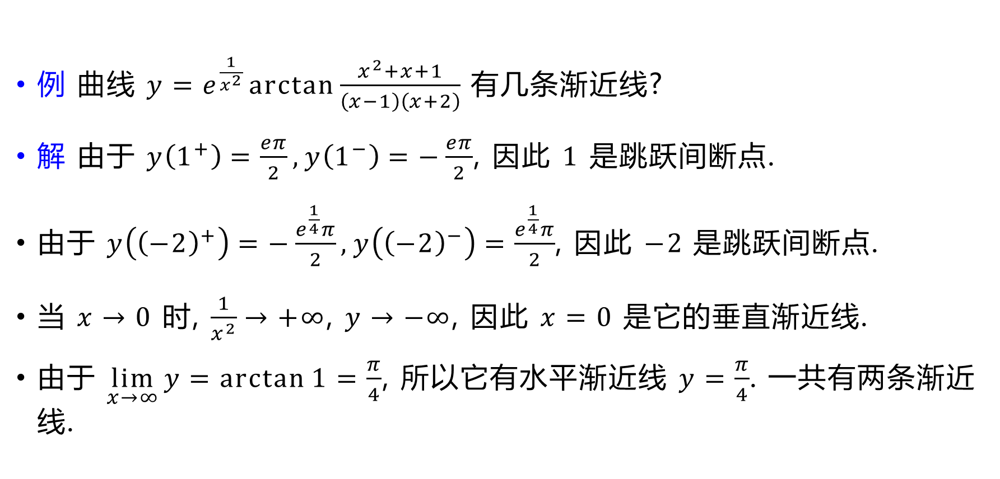 • 例 曲线 $y = e^{\frac{1}{x^2}} \arctan \frac{x^2+x+1}{(x-1)(x+2)}$ 有几条渐近线?
• 解 由于 $y(1^+) = \frac{e\pi}{2}, y(1^-) = -\frac{e\pi}{2}$, 因此 1 是跳跃间断点.
• 由于 $y((-2)^+) = -\frac{e^{\frac{1}{4}}\pi}{2}, y((-2)^-) = \frac{e^{\frac{1}{4}}\pi}{2}$, 因此 −2 是跳跃间断点.
• 当 $x \to 0$ 时, $\frac{1}{x^2} \to +\infty$, $y \to -\infty$, 因此 $x = 0$ 是它的垂直渐近线.
• 由于 $\lim_{x \to \infty} y = \arctan 1 = \frac{\pi}{4}$, 所以它有水平渐近线 $y = \frac{\pi}{4}$. 一共有两条渐近
线.